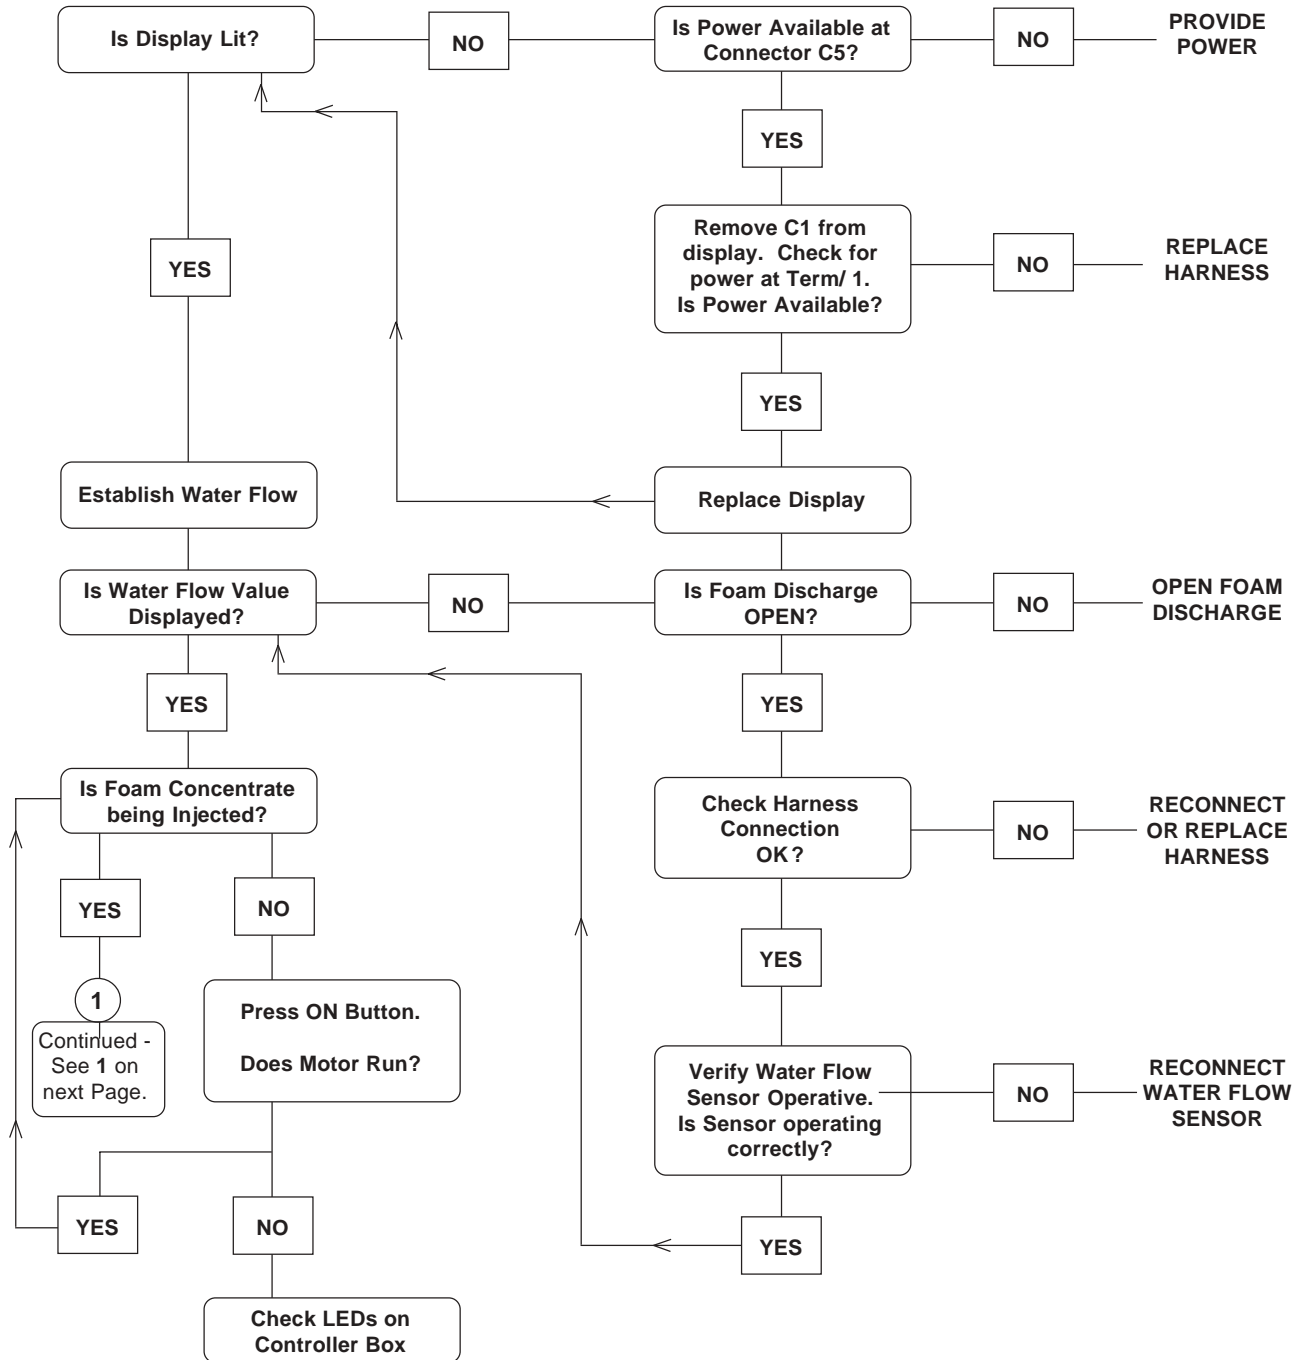 Is Display Lit?
NO
Is Power Available at
Connector C5?
NO
PROVIDE
POWER
YES
YES
Remove C1 from
display.  Check for
power at Term/ 1.
Is Power Available?
NO
REPLACE
HARNESS
YES
Establish Water Flow
Replace Display
Is Water Flow Value
Displayed?
NO
Is Foam Discharge
OPEN?
NO
OPEN FOAM
DISCHARGE
YES
YES
Is Foam Concentrate
being Injected?
Check Harness
Connection
OK?
NO
RECONNECT
OR REPLACE
HARNESS
YES
NO
YES
1
Continued -
See 1 on
next Page.
Press ON Button.
Does Motor Run?
Verify Water Flow
Sensor Operative.
Is Sensor operating
correctly?
NO
RECONNECT
WATER FLOW
SENSOR
YES
NO
YES
Check LEDs on
Controller Box